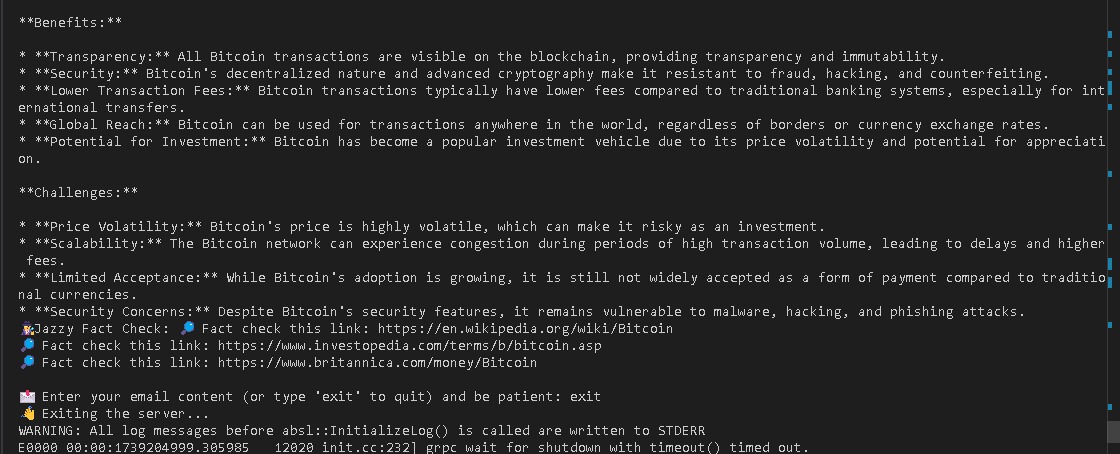 **Benefits:**
* **Transparency:** All Bitcoin transactions are visible on the blockchain, providing transparency and immutability.
* **Security:** Bitcoin's decentralized nature and advanced cryptography make it resistant to fraud, hacking, and counterfeiting.
* **Lower Transaction Fees:** Bitcoin transactions typically have lower fees compared to traditional banking systems, especially for int
ernational transfers.
* **Global Reach:** Bitcoin can be used for transactions anywhere in the world, regardless of borders or currency exchange rates.
* **Potential for Investment:** Bitcoin has become a popular investment vehicle due to its price volatility and potential for appreciati
on.
**Challenges:**
* **Price Volatility:** Bitcoin's price is highly volatile, which can make it risky as an investment.
* **Scalability:** The Bitcoin network can experience congestion during periods of high transaction volume, leading to delays and higher
fees.
* **Limited Acceptance:** While Bitcoin's adoption is growing, it is still not widely accepted as a form of payment compared to traditio
nal currencies.
* **Security Concerns:** Despite Bitcoin's security features, it remains vulnerable to malware, hacking, and phishing attacks.
🕵️‍♀️Jazzy Fact Check: 🔎 Fact check this link: https://en.wikipedia.org/wiki/Bitcoin
🔎 Fact check this link: https://www.investopedia.com/terms/b/bitcoin.asp
🔎 Fact check this link: https://www.britannica.com/money/Bitcoin
📩 Enter your email content (or type 'exit' to quit) and be patient: exit
👋 Exiting the server...
WARNING: All log messages before absl::InitializeLog() is called are written to STDERR
E0000 00:00:1739204999.305985   12020 init.cc:232] grpc_wait_for_shutdown_with_timeout() timed out.